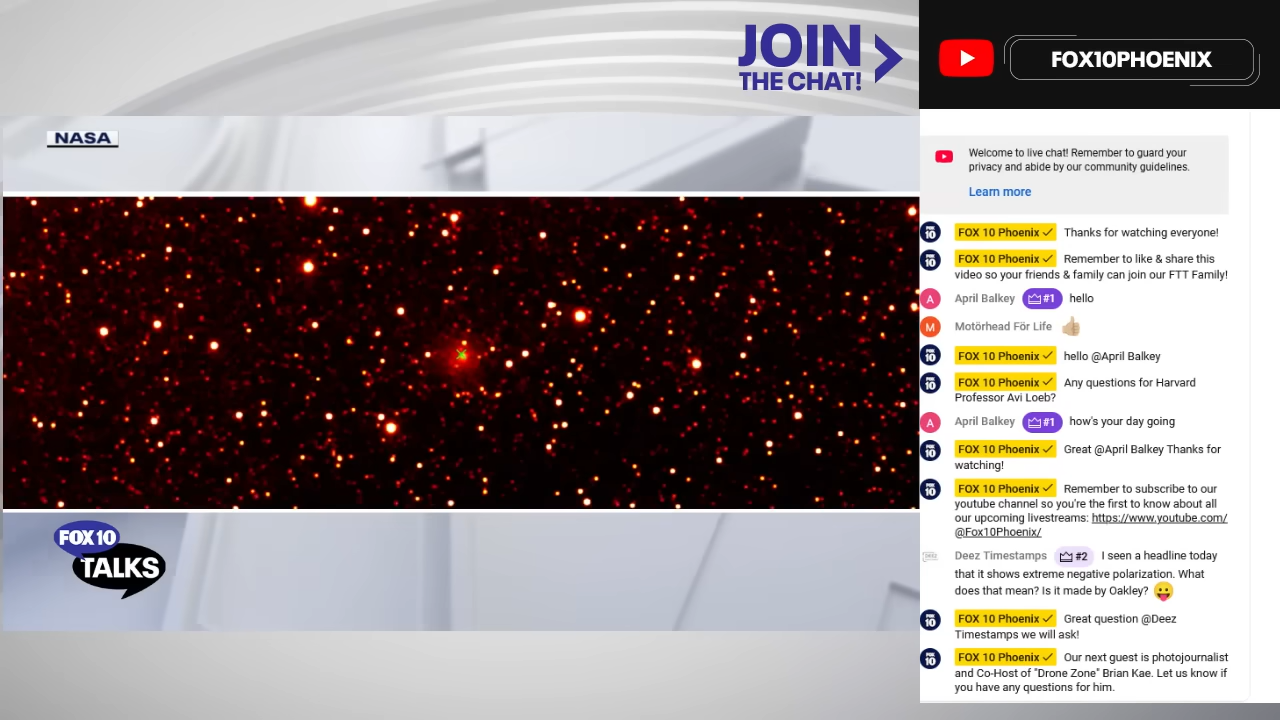 JOIN
THE CHAT!
FOX10PHOENIX
NASA
FOX 10
TALKS
Welcome to live chat! Remember to guard your
privacy and abide by our community guidelines.
Learn more
FOX 10 Phoenix Thanks for watching everyone!
FOX 10 Phoenix Remember to like & share this
video so your friends & family can join our FTT Family!
A April Balkey #1 hello
M Motörhead För Life
FOX 10 Phoenix hello @April Balkey
FOX 10 Phoenix Any questions for Harvard
Professor Avi Loeb?
A April Balkey #1 how's your day going
FOX 10 Phoenix Great @April Balkey Thanks for
watching!
FOX 10 Phoenix Remember to subscribe to our
youtube channel so you're the first to know about all
our upcoming livestreams: https://www.youtube.com/
@Fox10Phoenix/
Deez Timestamps #2 I seen a headline today
that it shows extreme negative polarization. What
does that mean? Is it made by Oakley?
FOX 10 Phoenix Great question @Deez
Timestamps we will ask!
FOX 10 Phoenix Our next guest is photojournalist
and Co-Host of "Drone Zone" Brian Kae. Let us know if
you have any questions for him.